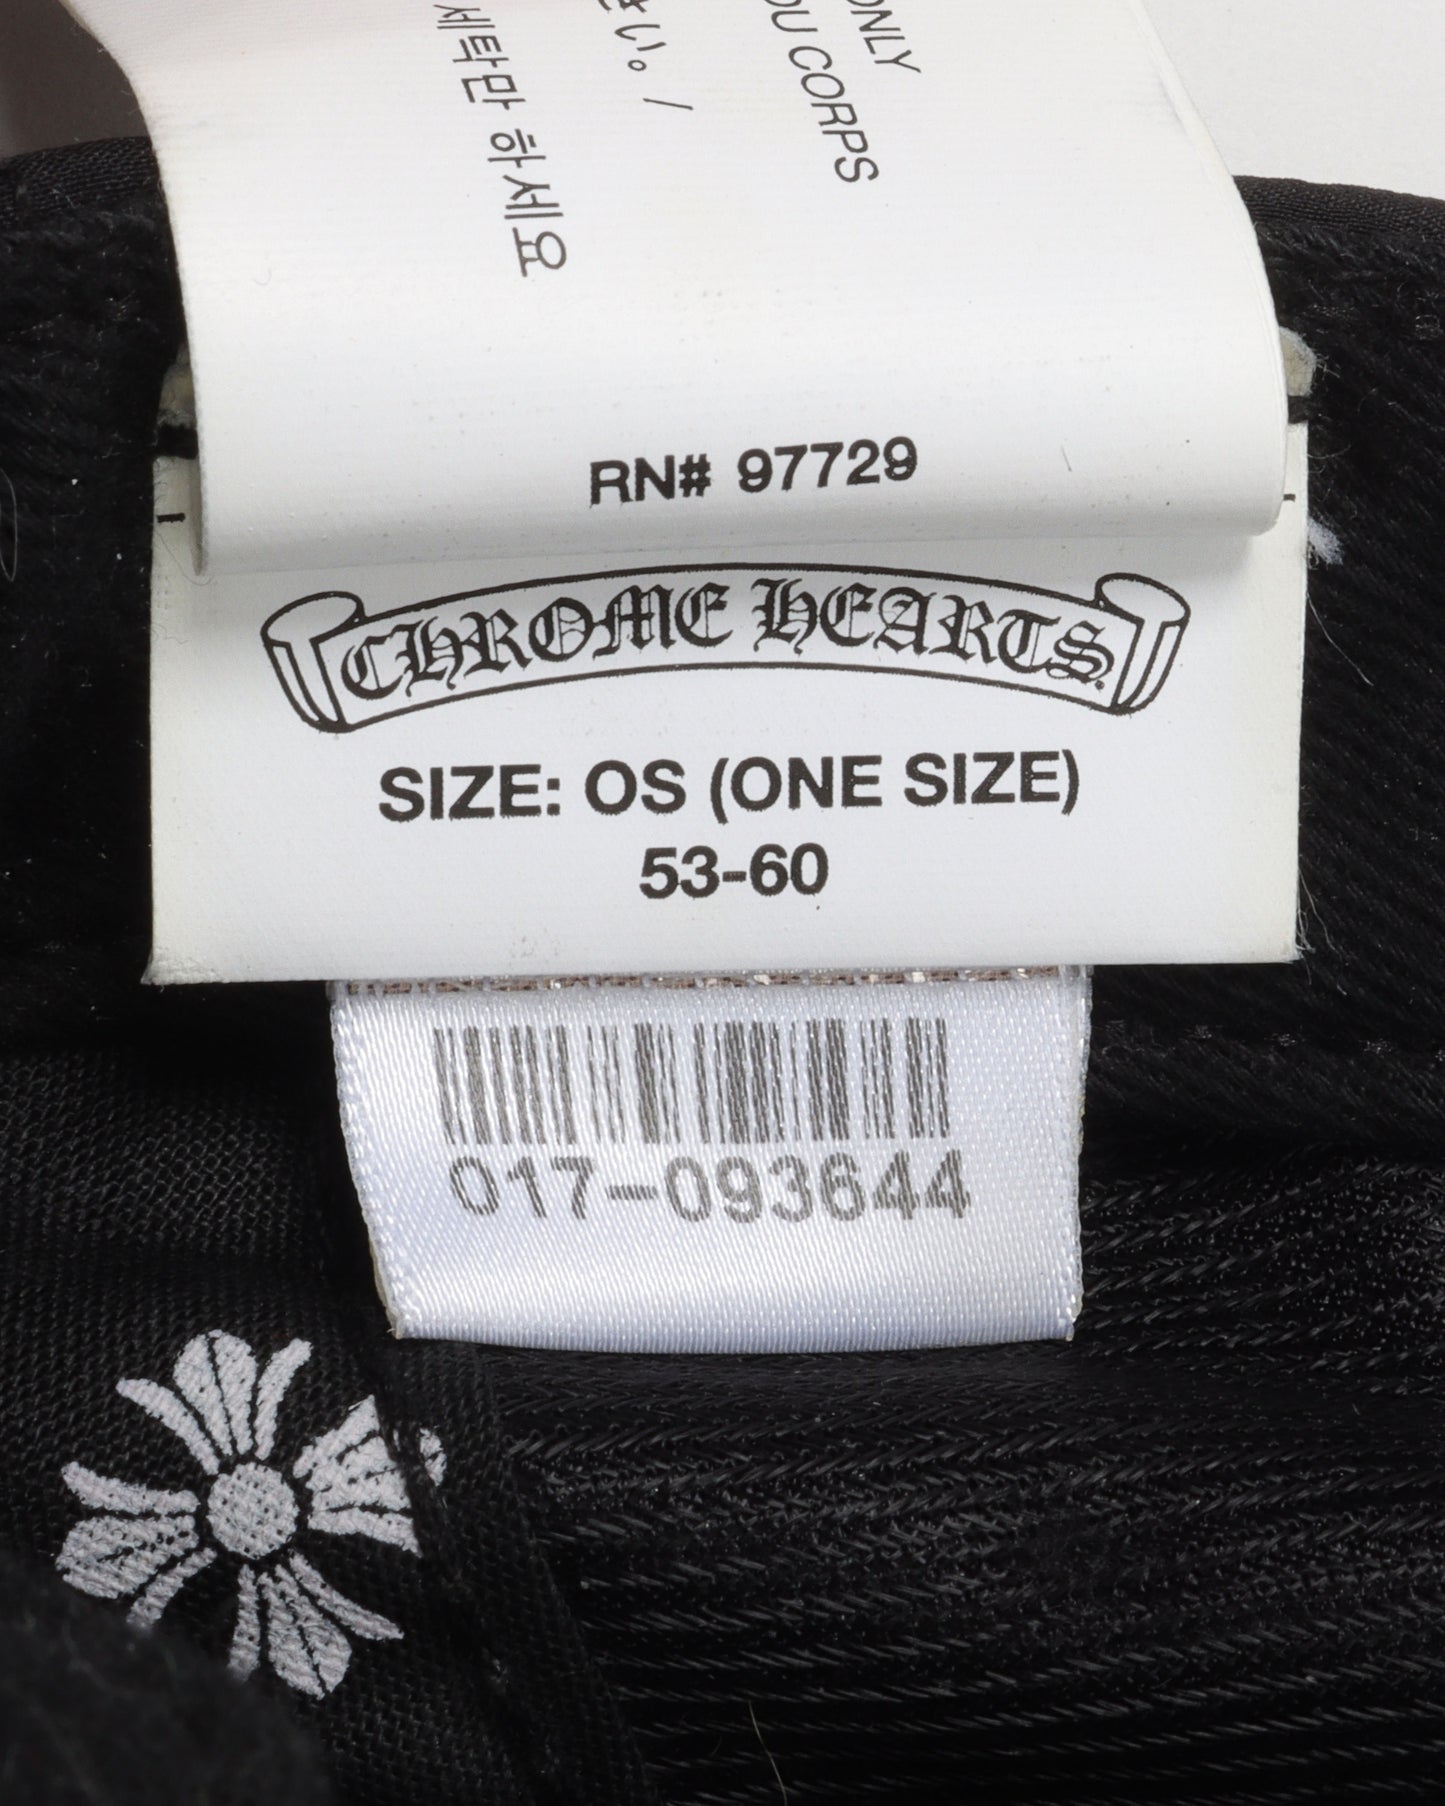 ONLY
OU CORPS
い。 /
세탁만 하세요
RN# 97729
CHROME HEARTS
SIZE: OS (ONE SIZE)
53-60
017-093644